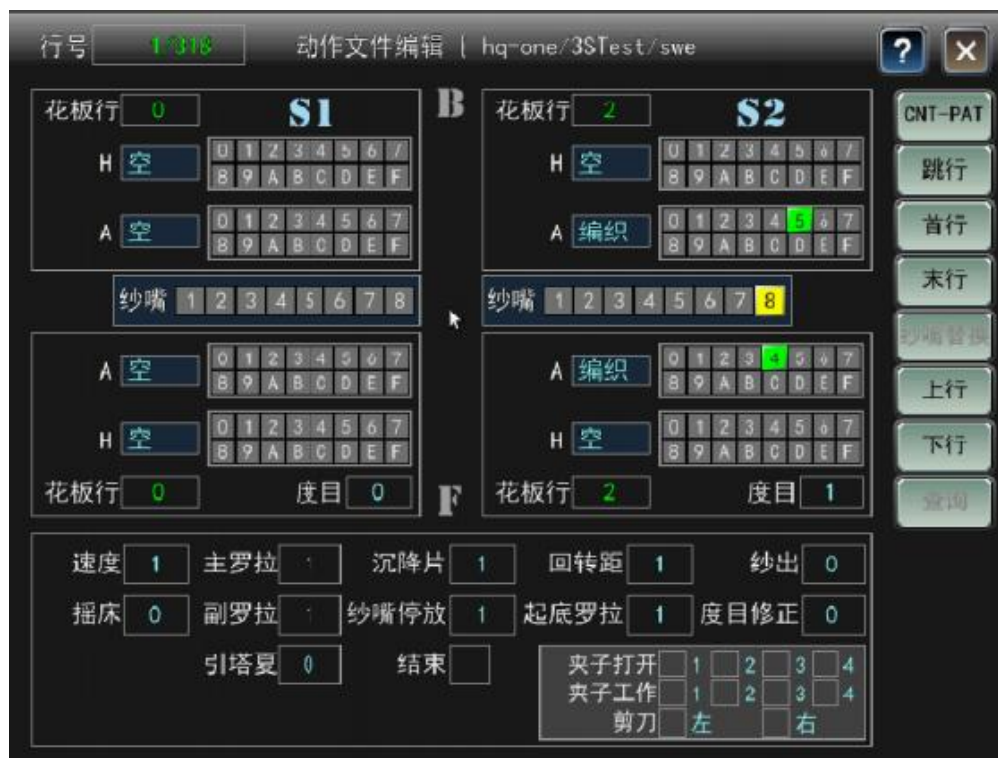 行号 1/318 动作文件编辑 | hq-one/3STest/swe ? ×
花板行 0 S1 B 花板行 2 S2 CNT-PAT
H 空 0 1 2 3 4 5 6 7 H 空 0 1 2 3 4 5 6 7 跳行
8 9 A B C D E F 8 9 A B C D E F
A 空 0 1 2 3 4 5 6 7 A 编织 0 1 2 3 4 5 6 7 首行
8 9 A B C D E F 8 9 A B C D E F
纱嘴 1 2 3 4 5 6 7 8 纱嘴 1 2 3 4 5 6 7 8 末行
纱嘴替换
A 空 0 1 2 3 4 5 6 7 A 编织 0 1 2 3 4 5 6 7 上行
8 9 A B C D E F 8 9 A B C D E F
H 空 0 1 2 3 4 5 6 7 H 空 0 1 2 3 4 5 6 7 下行
8 9 A B C D E F 8 9 A B C D E F
花板行 0 度目 0 F 花板行 2 度目 1 查询
速度 1 主罗拉 1 沉降片 1 回转距 1 纱出 0
摇床 0 副罗拉 1 纱嘴停放 1 起底罗拉 1 度目修正 0
引塔夏 0 结束 夹子打开 1 2 3 4
夹子工作 1 2 3 4
剪刀 左 右